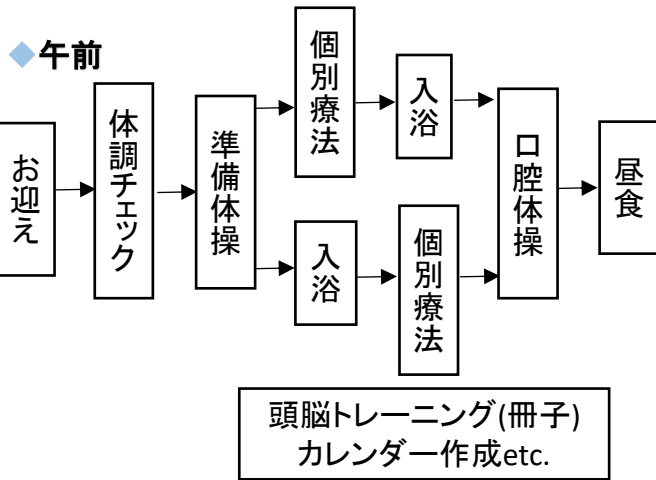 ◆午前
お迎え
体調チェック
準備体操
個別療法
入浴
入浴
個別療法
口腔体操
昼食
頭脳トレーニング(冊子)
カレンダー作成etc.